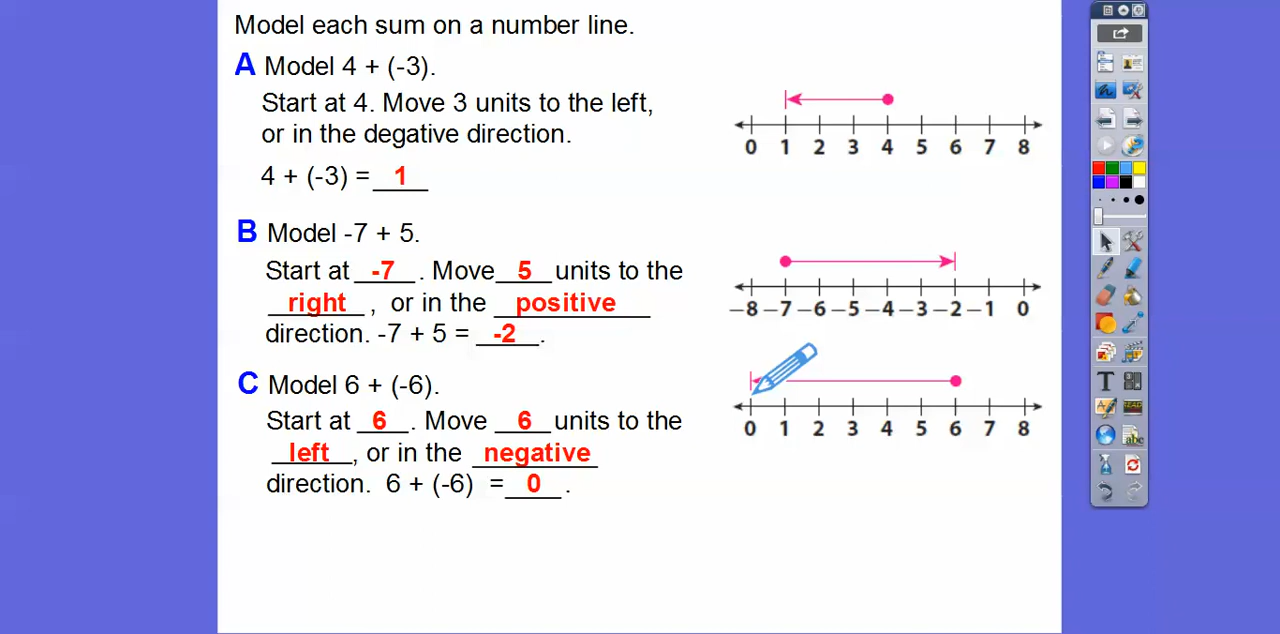 Model each sum on a number line.
A Model 4 + (-3).
Start at 4. Move 3 units to the left,
or in the degative direction.
4 + (-3) = 1
0 1 2 3 4 5 6 7 8
B Model -7 + 5.
Start at -7. Move 5 units to the
right, or in the positive
direction. -7 + 5 = -2.
−8 −7 −6 −5 −4 −3 −2 −1 0
C Model 6 + (-6).
Start at 6. Move 6 units to the
left, or in the negative
direction. 6 + (-6) = 0.
0 1 2 3 4 5 6 7 8
T
abc